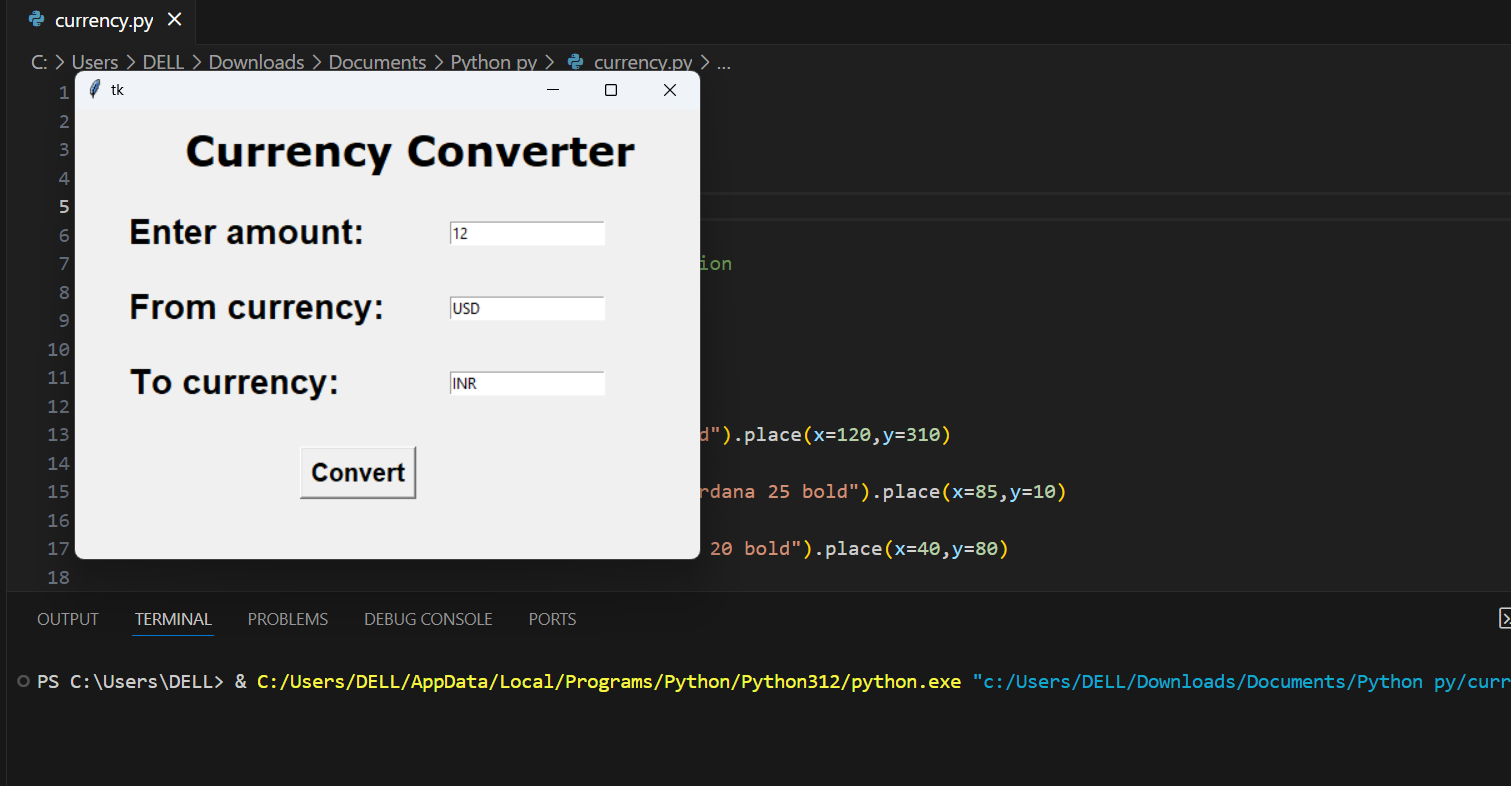 currency.py
C: > Users > DELL > Downloads > Documents > Python py > currency.py > ...
tk
Currency Converter
Enter amount: 12
From currency: USD
To currency: INR
Convert
1
2
3
4
5
6
7 ion
8
9
10
11
12
13 d").place(x=120,y=310)
14
15 rdana 25 bold").place(x=85,y=10)
16
17 20 bold").place(x=40,y=80)
18
OUTPUT TERMINAL PROBLEMS DEBUG CONSOLE PORTS
PS C:\Users\DELL> & C:/Users/DELL/AppData/Local/Programs/Python/Python312/python.exe "c:/Users/DELL/Downloads/Documents/Python py/curr